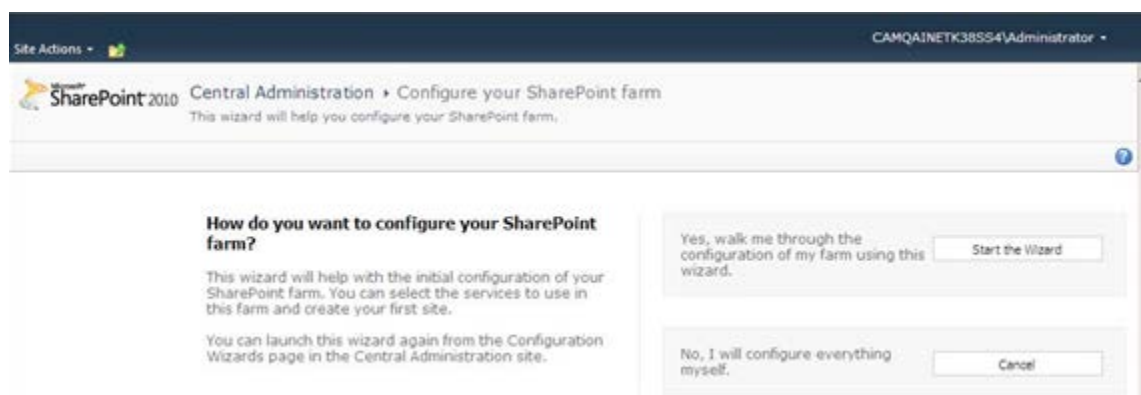 Site Actions
CAMQAINETK38SS4\Administrator
Microsoft
SharePoint 2010
Central Administration
Configure your SharePoint farm
This wizard will help you configure your SharePoint farm.
How do you want to configure your SharePoint
farm?
This wizard will help with the initial configuration of your
SharePoint farm. You can select the services to use in
this farm and create your first site.
You can launch this wizard again from the Configuration
Wizards page in the Central Administration site.
Yes, walk me through the
configuration of my farm using this
wizard.
Start the Wizard
No, I will configure everything
myself.
Cancel